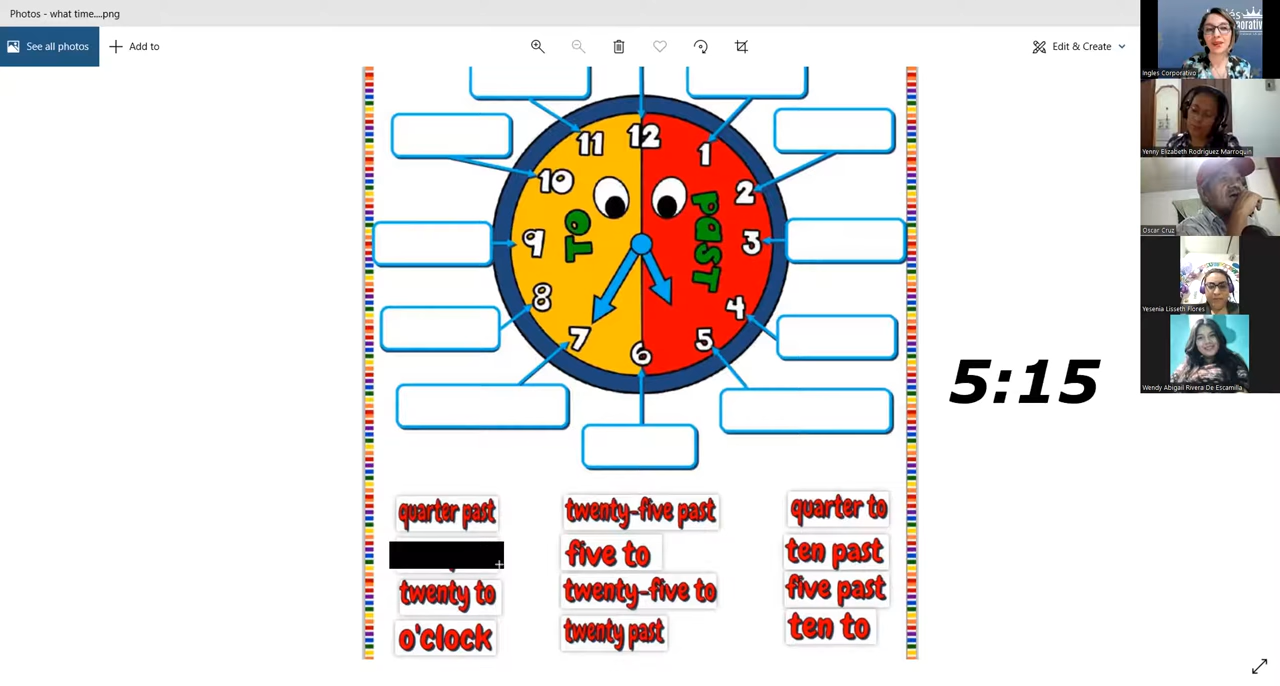 Photos - what time....png
See all photos
Add to
Edit & Create
Ingles Corporativo
Yenny Elizabeth Rodriguez Marroquin
Oscar Cruz
Yesenia Lisseth Flores
Wendy Abigail Rivera De Escamilla
11 12 1
10 2
9 TO PAST 3
8 4
7 6 5
5:15
quarter past twenty-five past quarter to
five to ten past
twenty to twenty-five to five past
o'clock twenty past ten to